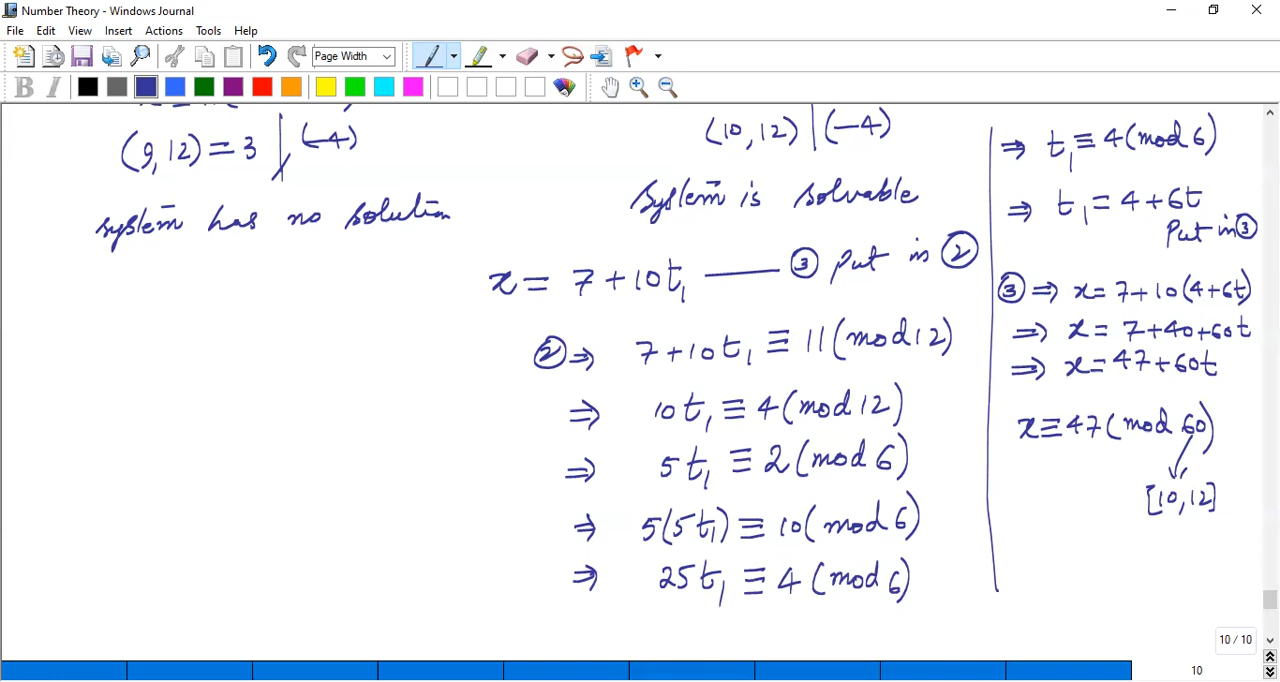 Number Theory - Windows Journal
File Edit View Insert Actions Tools Help
Page Width
B I
(9, 12) = 3 ∤ (-4)
system has no solution
(10, 12) | (-4)
system is solvable
x = 7 + 10t₁ —— ③ put in ②
② ⇒ 7 + 10t₁ ≡ 11 (mod 12)
⇒ 10t₁ ≡ 4 (mod 12)
⇒ 5t₁ ≡ 2 (mod 6)
⇒ 5(5t₁) ≡ 10 (mod 6)
⇒ 25t₁ ≡ 4 (mod 6)
⇒ t₁ ≡ 4 (mod 6)
⇒ t₁ = 4 + 6t
Put in ③
③ ⇒ x = 7 + 10(4 + 6t)
⇒ x = 7 + 40 + 60t
⇒ x = 47 + 60t
x ≡ 47 (mod 60)
[10, 12]
10 / 10
10